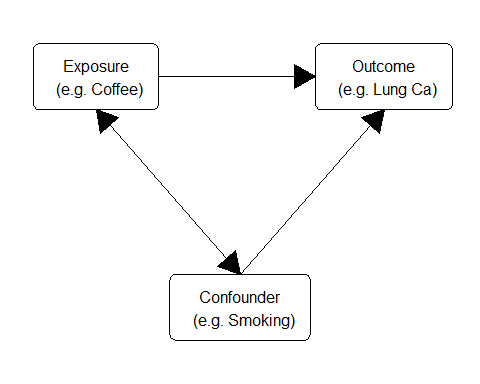 Exposure
(e.g. Coffee)
Outcome
(e.g. Lung Ca)
Confounder
(e.g. Smoking)